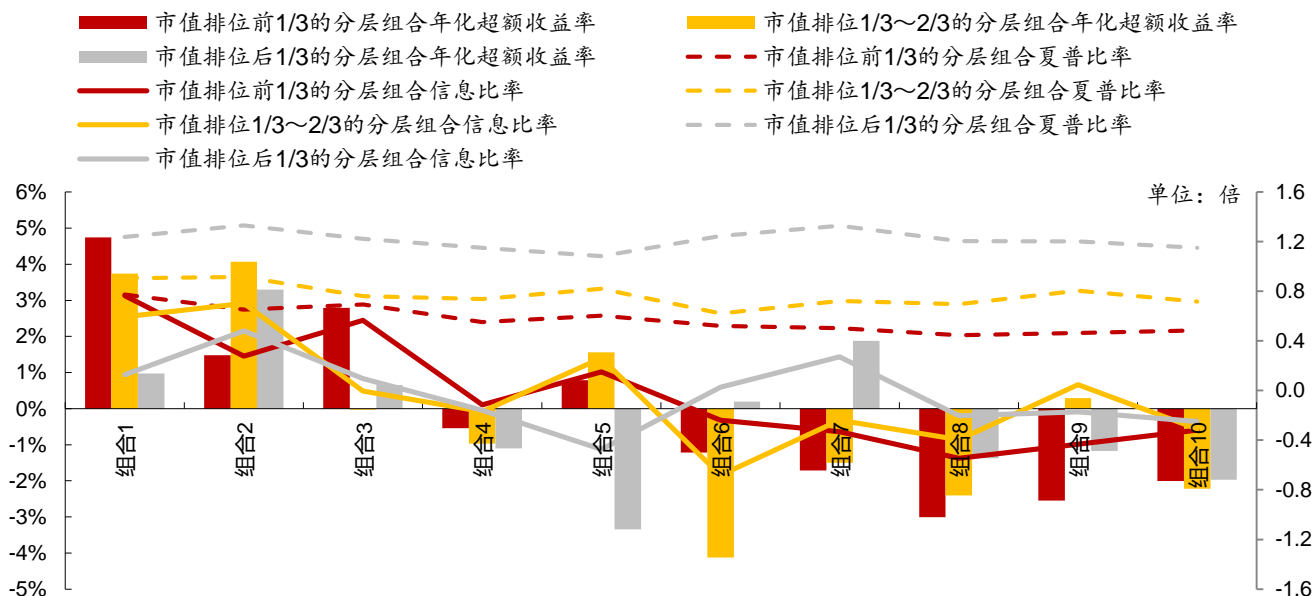 市值排位前1/3的分层组合年化超额收益率
市值排位1/3～2/3的分层组合年化超额收益率
市值排位后1/3的分层组合年化超额收益率
市值排位前1/3的分层组合夏普比率
市值排位前1/3的分层组合信息比率
市值排位1/3～2/3的分层组合夏普比率
市值排位1/3～2/3的分层组合信息比率
市值排位后1/3的分层组合夏普比率
市值排位后1/3的分层组合信息比率
单位：倍
6%
5%
4%
3%
2%
1%
0%
-1%
-2%
-3%
-4%
-5%
1.6
1.2
0.8
0.4
0.0
-0.4
-0.8
-1.2
-1.6
组合1
组合2
组合3
组合4
组合5
组合6
组合7
组合8
组合9
组合10